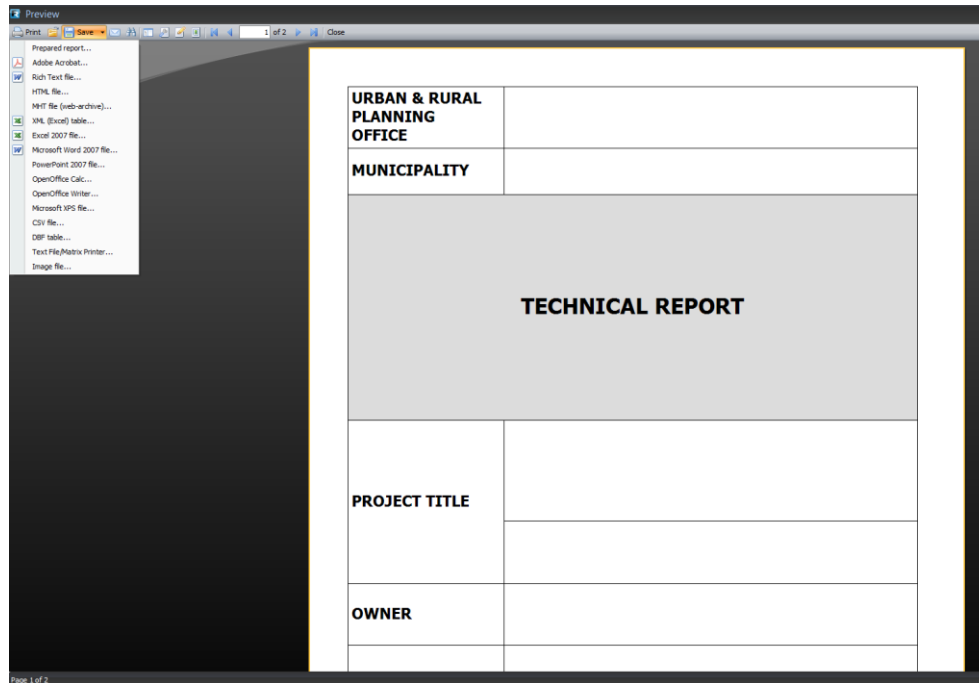 Preview
Print Save 1 of 2 Close
Prepared report...
Adobe Acrobat...
Rich Text file...
HTML file...
MHT file (web-archive)...
XML (Excel) table...
Excel 2007 file...
Microsoft Word 2007 file...
PowerPoint 2007 file...
OpenOffice Calc...
OpenOffice Writer...
Microsoft XPS file...
CSV file...
DBF table...
Text File/Matrix Printer...
Image file...
URBAN & RURAL
PLANNING
OFFICE
MUNICIPALITY
TECHNICAL REPORT
PROJECT TITLE
OWNER
Page 1 of 2